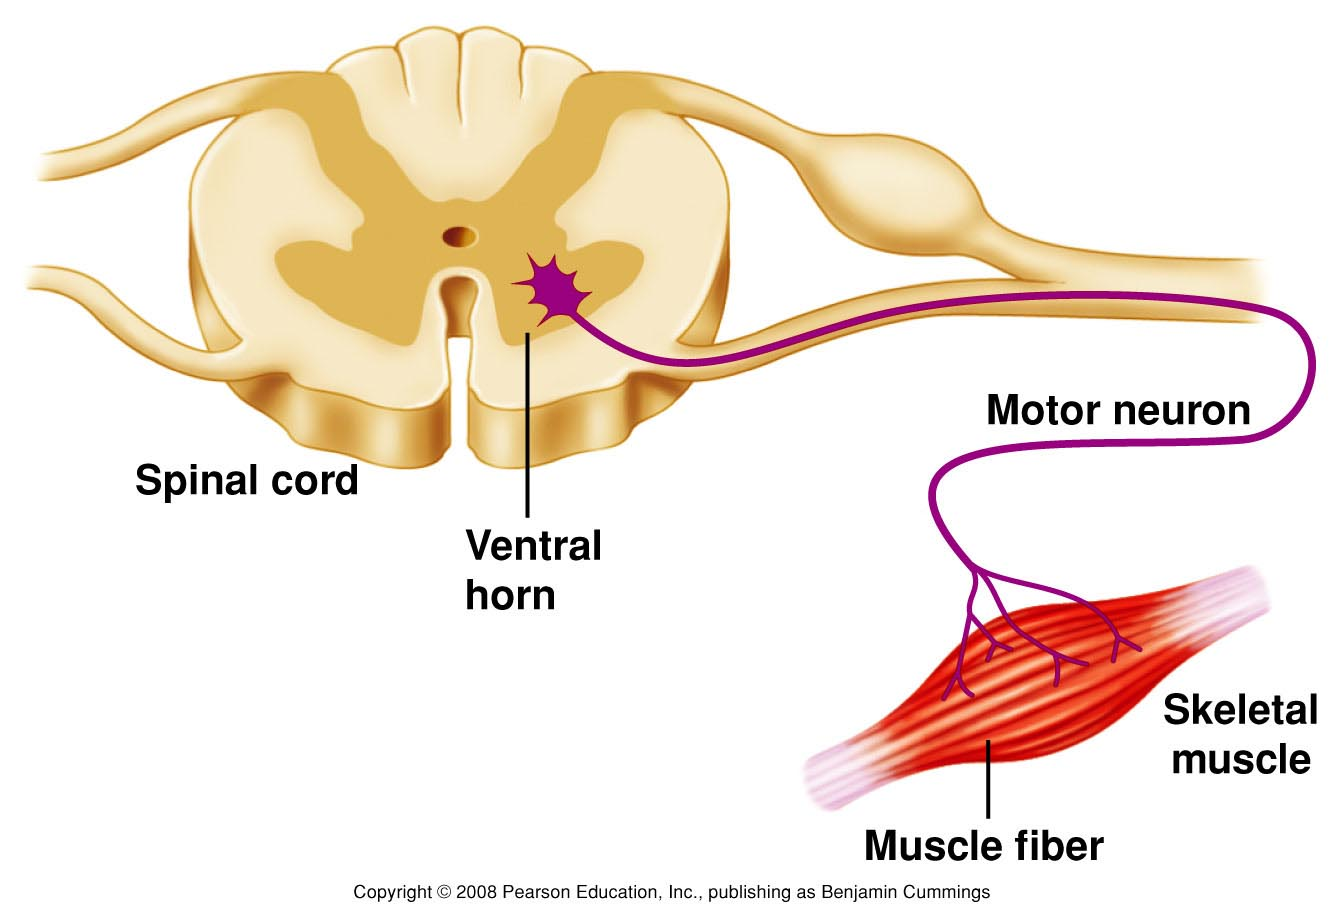 Motor neuron
Spinal cord
Ventral
horn
Skeletal
muscle
Muscle fiber
Copyright © 2008 Pearson Education, Inc., publishing as Benjamin Cummings